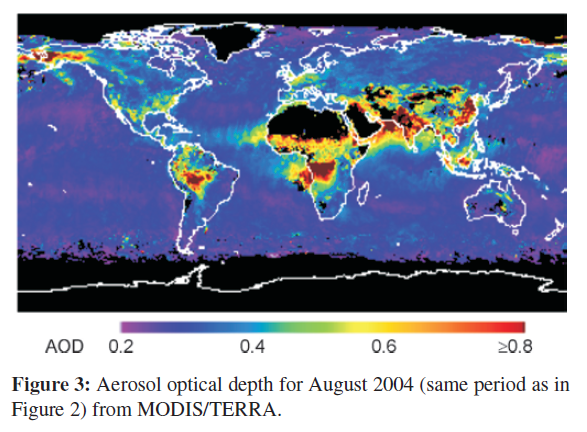 AOD 0.2 0.4 0.6 ≥0.8
Figure 3: Aerosol optical depth for August 2004 (same period as in
Figure 2) from MODIS/TERRA.